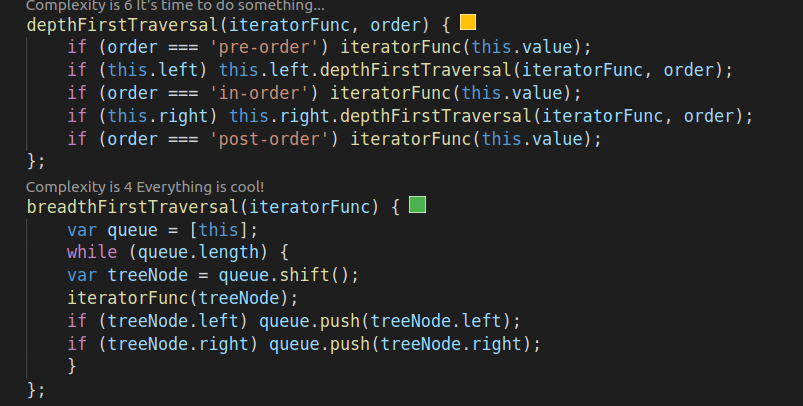 Complexity is 6 It's time to do something...
depthFirstTraversal(iteratorFunc, order) {
    if (order === 'pre-order') iteratorFunc(this.value);
    if (this.left) this.left.depthFirstTraversal(iteratorFunc, order);
    if (order === 'in-order') iteratorFunc(this.value);
    if (this.right) this.right.depthFirstTraversal(iteratorFunc, order);
    if (order === 'post-order') iteratorFunc(this.value);
};
Complexity is 4 Everything is cool!
breadthFirstTraversal(iteratorFunc) {
    var queue = [this];
    while (queue.length) {
    var treeNode = queue.shift();
    iteratorFunc(treeNode);
    if (treeNode.left) queue.push(treeNode.left);
    if (treeNode.right) queue.push(treeNode.right);
    }
};